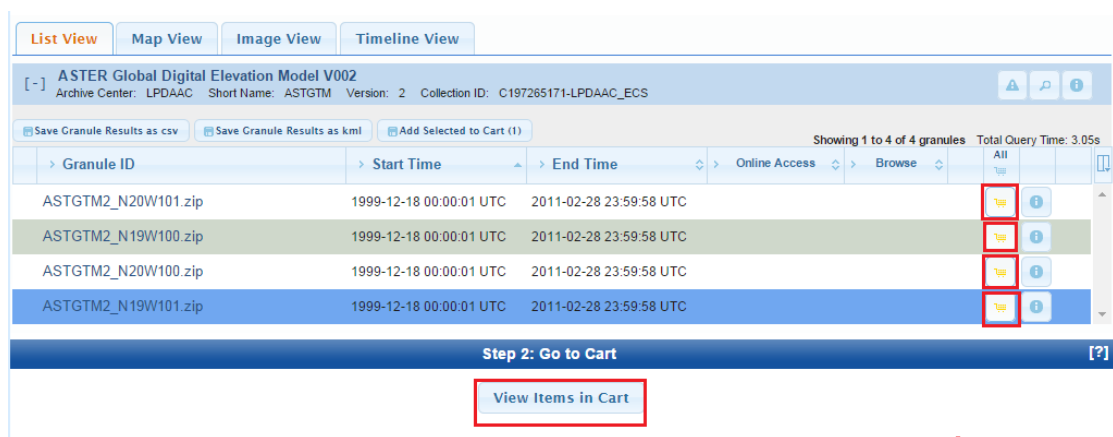 List View Map View Image View Timeline View
[-] ASTER Global Digital Elevation Model V002
Archive Center: LPDAAC Short Name: ASTGTM Version: 2 Collection ID: C197265171-LPDAAC_ECS
Save Granule Results as csv Save Granule Results as kml Add Selected to Cart (1)
Showing 1 to 4 of 4 granules Total Query Time: 3.05s
Granule ID Start Time End Time Online Access Browse All
ASTGTM2_N20W101.zip 1999-12-18 00:00:01 UTC 2011-02-28 23:59:58 UTC
ASTGTM2_N19W100.zip 1999-12-18 00:00:01 UTC 2011-02-28 23:59:58 UTC
ASTGTM2_N20W100.zip 1999-12-18 00:00:01 UTC 2011-02-28 23:59:58 UTC
ASTGTM2_N19W101.zip 1999-12-18 00:00:01 UTC 2011-02-28 23:59:58 UTC
Step 2: Go to Cart [?]
View Items in Cart